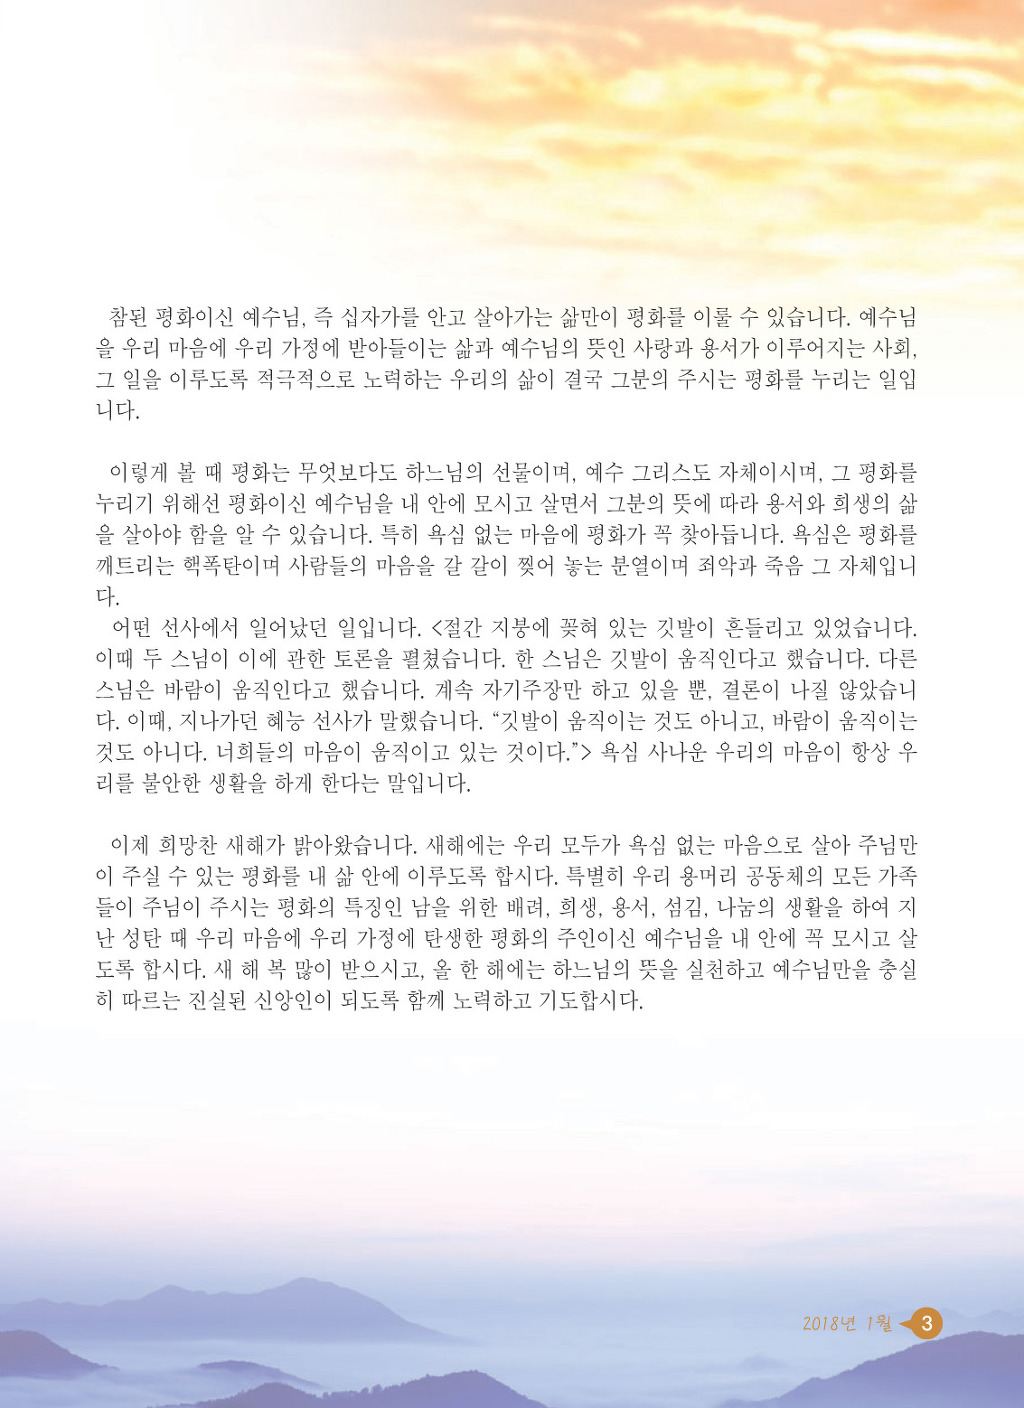 참된 평화이신 예수님, 즉 십자가를 안고 살아가는 삶만이 평화를 이룰 수 있습니다. 예수님
을 우리 마음에 우리 가정에 받아들이는 삶과 예수님의 뜻인 사랑과 용서가 이루어지는 사회,
그 일을 이루도록 적극적으로 노력하는 우리의 삶이 결국 그분의 주시는 평화를 누리는 일입
니다.
이렇게 볼 때 평화는 무엇보다도 하느님의 선물이며, 예수 그리스도 자체이시며, 그 평화를
누리기 위해선 평화이신 예수님을 내 안에 모시고 살면서 그분의 뜻에 따라 용서와 희생의 삶
을 살아야 함을 알 수 있습니다. 특히 욕심 없는 마음에 평화가 꼭 찾아듭니다. 욕심은 평화를
깨트리는 핵폭탄이며 사람들의 마음을 갈 갈이 찢어 놓는 분열이며 죄악과 죽음 그 자체입니
다.
어떤 선사에서 일어났던 일입니다. <절간 지붕에 꽂혀 있는 깃발이 흔들리고 있었습니다.
이때 두 스님이 이에 관한 토론을 펼쳤습니다. 한 스님은 깃발이 움직인다고 했습니다. 다른
스님은 바람이 움직인다고 했습니다. 계속 자기주장만 하고 있을 뿐, 결론이 나질 않았습니
다. 이때, 지나가던 혜능 선사가 말했습니다. “깃발이 움직이는 것도 아니고, 바람이 움직이는
것도 아니다. 너희들의 마음이 움직이고 있는 것이다.”> 욕심 사나운 우리의 마음이 항상 우
리를 불안한 생활을 하게 한다는 말입니다.
이제 희망찬 새해가 밝아왔습니다. 새해에는 우리 모두가 욕심 없는 마음으로 살아 주님만
이 주실 수 있는 평화를 내 삶 안에 이루도록 합시다. 특별히 우리 용머리 공동체의 모든 가족
들이 주님이 주시는 평화의 특징인 남을 위한 배려, 희생, 용서, 섬김, 나눔의 생활을 하여 지
난 성탄 때 우리 마음에 우리 가정에 탄생한 평화의 주인이신 예수님을 내 안에 꼭 모시고 살
도록 합시다. 새 해 복 많이 받으시고, 올 한 해에는 하느님의 뜻을 실천하고 예수님만을 충실
히 따르는 진실된 신앙인이 되도록 함께 노력하고 기도합시다.
2018년 1월 3